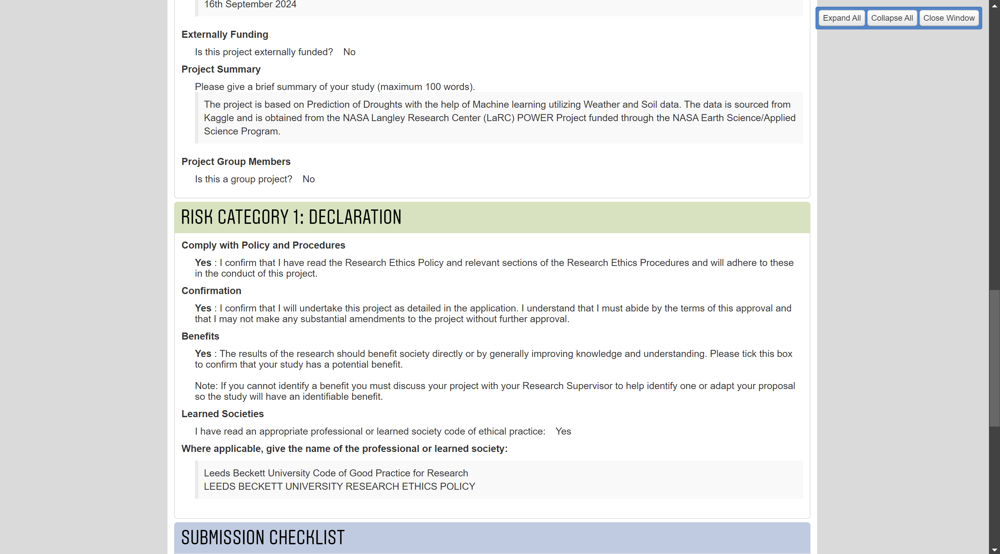 16th September 2024
Expand All Collapse All Close Window
Externally Funding
Is this project externally funded? No
Project Summary
Please give a brief summary of your study (maximum 100 words).
The project is based on Prediction of Droughts with the help of Machine learning utilizing Weather and Soil data. The data is sourced from
Kaggle and is obtained from the NASA Langley Research Center (LaRC) POWER Project funded through the NASA Earth Science/Applied
Science Program.
Project Group Members
Is this a group project? No
RISK CATEGORY 1: DECLARATION
Comply with Policy and Procedures
Yes : I confirm that I have read the Research Ethics Policy and relevant sections of the Research Ethics Procedures and will adhere to these
in the conduct of this project.
Confirmation
Yes : I confirm that I will undertake this project as detailed in the application. I understand that I must abide by the terms of this approval and
that I may not make any substantial amendments to the project without further approval.
Benefits
Yes : The results of the research should benefit society directly or by generally improving knowledge and understanding. Please tick this box
to confirm that your study has a potential benefit.
Note: If you cannot identify a benefit you must discuss your project with your Research Supervisor to help identify one or adapt your proposal
so the study will have an identifiable benefit.
Learned Societies
I have read an appropriate professional or learned society code of ethical practice: Yes
Where applicable, give the name of the professional or learned society:
Leeds Beckett University Code of Good Practice for Research
LEEDS BECKETT UNIVERSITY RESEARCH ETHICS POLICY
SUBMISSION CHECKLIST